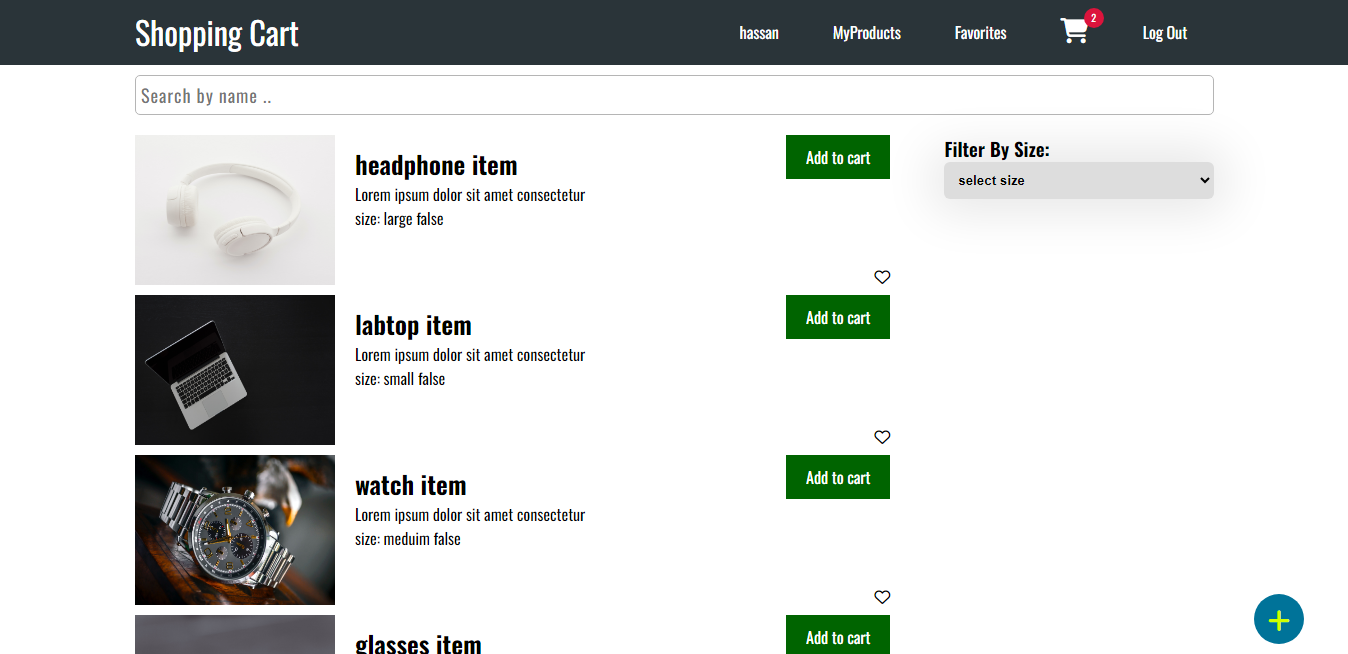 Shopping Cart
hassan
MyProducts
Favorites
2
Log Out
Search by name ..
headphone item
Lorem ipsum dolor sit amet consectetur
size: large false
Add to cart
Filter By Size:
select size
labtop item
Lorem ipsum dolor sit amet consectetur
size: small false
Add to cart
watch item
Lorem ipsum dolor sit amet consectetur
size: meduim false
Add to cart
glasses item
Add to cart